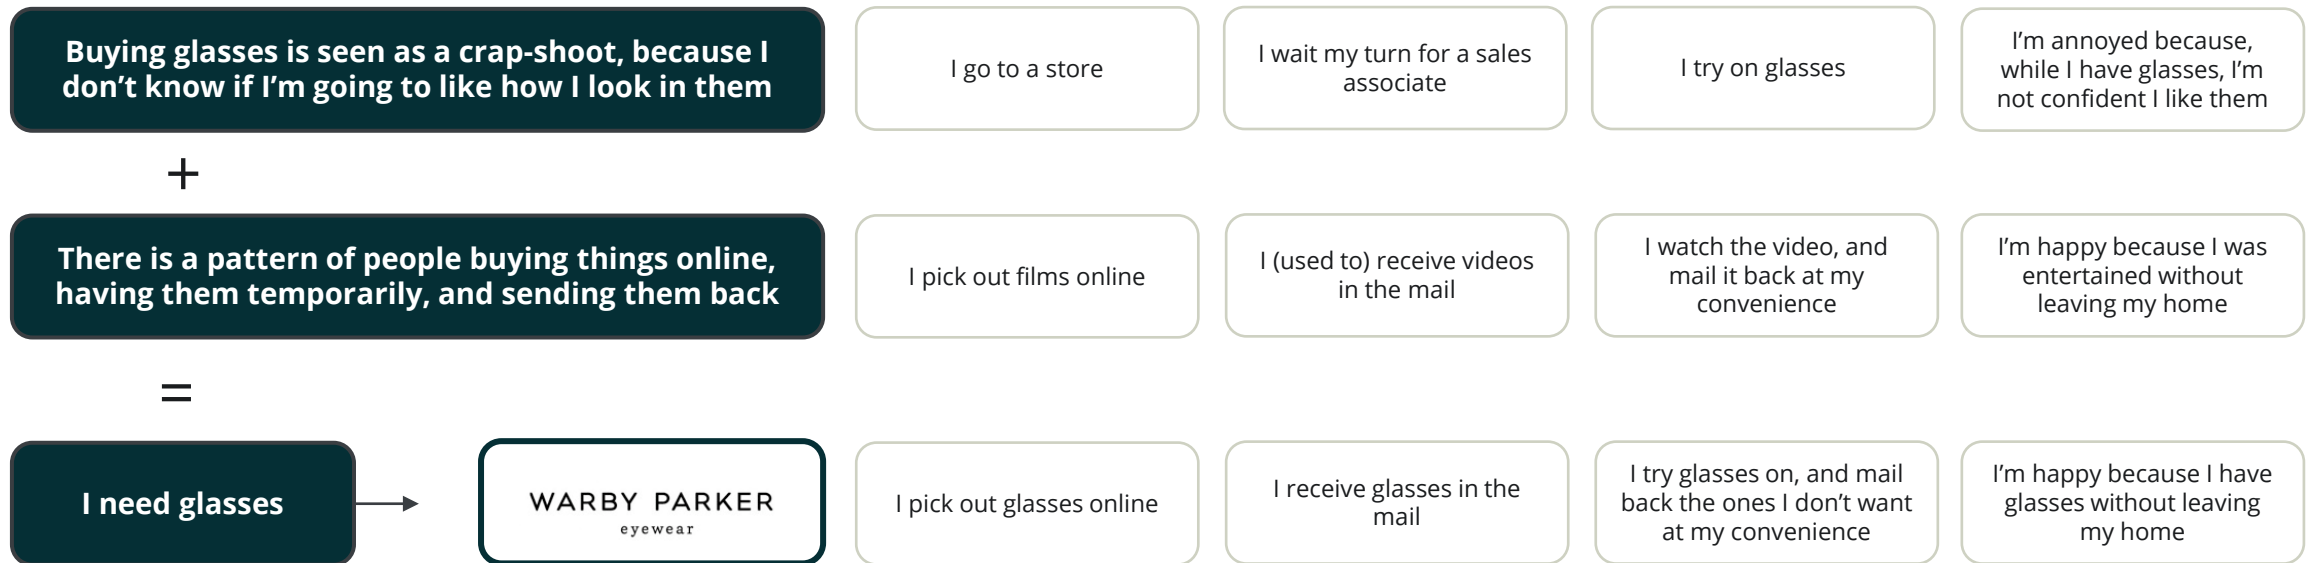 Buying glasses is seen as a crap-shoot, because I
don’t know if I’m going to like how I look in them
I go to a store
I wait my turn for a sales
associate
I try on glasses
I’m annoyed because,
while I have glasses, I’m
not confident I like them
+
There is a pattern of people buying things online,
having them temporarily, and sending them back
I pick out films online
I (used to) receive videos
in the mail
I watch the video, and
mail it back at my
convenience
I’m happy because I was
entertained without
leaving my home
=
I need glasses
WARBY PARKER
eyewear
I pick out glasses online
I receive glasses in the
mail
I try glasses on, and mail
back the ones I don’t want
at my convenience
I’m happy because I have
glasses without leaving
my home